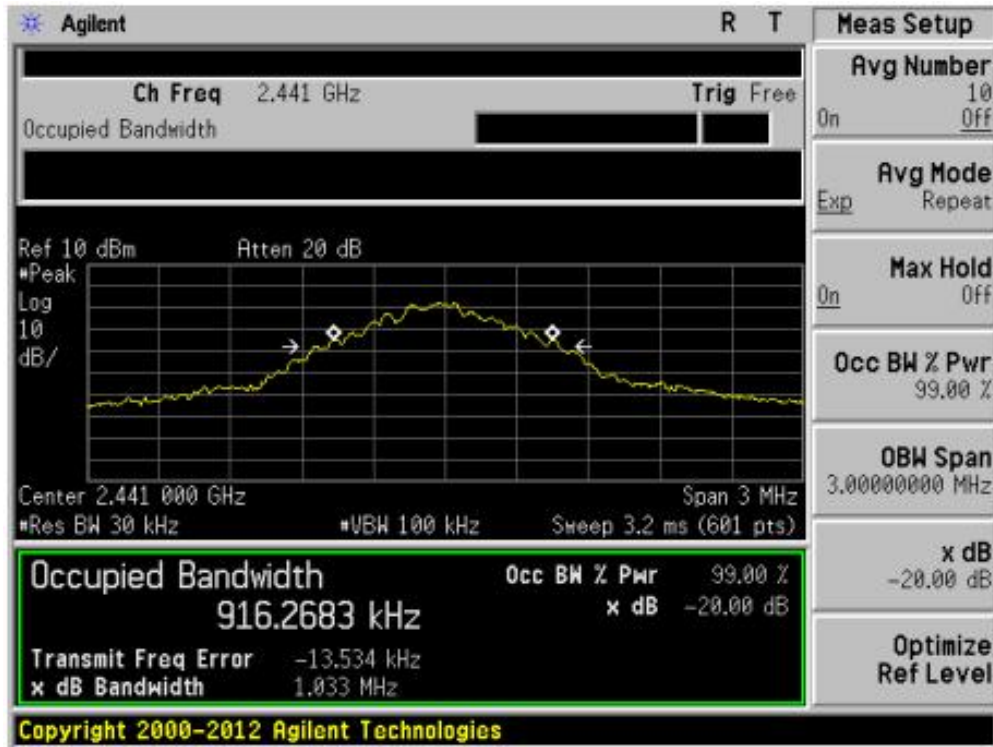 Agilent R T
Meas Setup
Ch Freq 2.441 GHz Trig Free
Occupied Bandwidth
Avg Number
10
On Off
Avg Mode
Exp Repeat
Max Hold
On Off
Occ BW % Pwr
99.00 %
OBW Span
3.00000000 MHz
x dB
-20.00 dB
Optimize
Ref Level
Ref 10 dBm Atten 20 dB
#Peak
Log
10
dB/
Center 2.441 000 GHz Span 3 MHz
#Res BW 30 kHz #VBW 100 kHz Sweep 3.2 ms (601 pts)
Occupied Bandwidth Occ BW % Pwr 99.00 %
916.2683 kHz x dB -20.00 dB
Transmit Freq Error -13.534 kHz
x dB Bandwidth 1.033 MHz
Copyright 2000-2012 Agilent Technologies